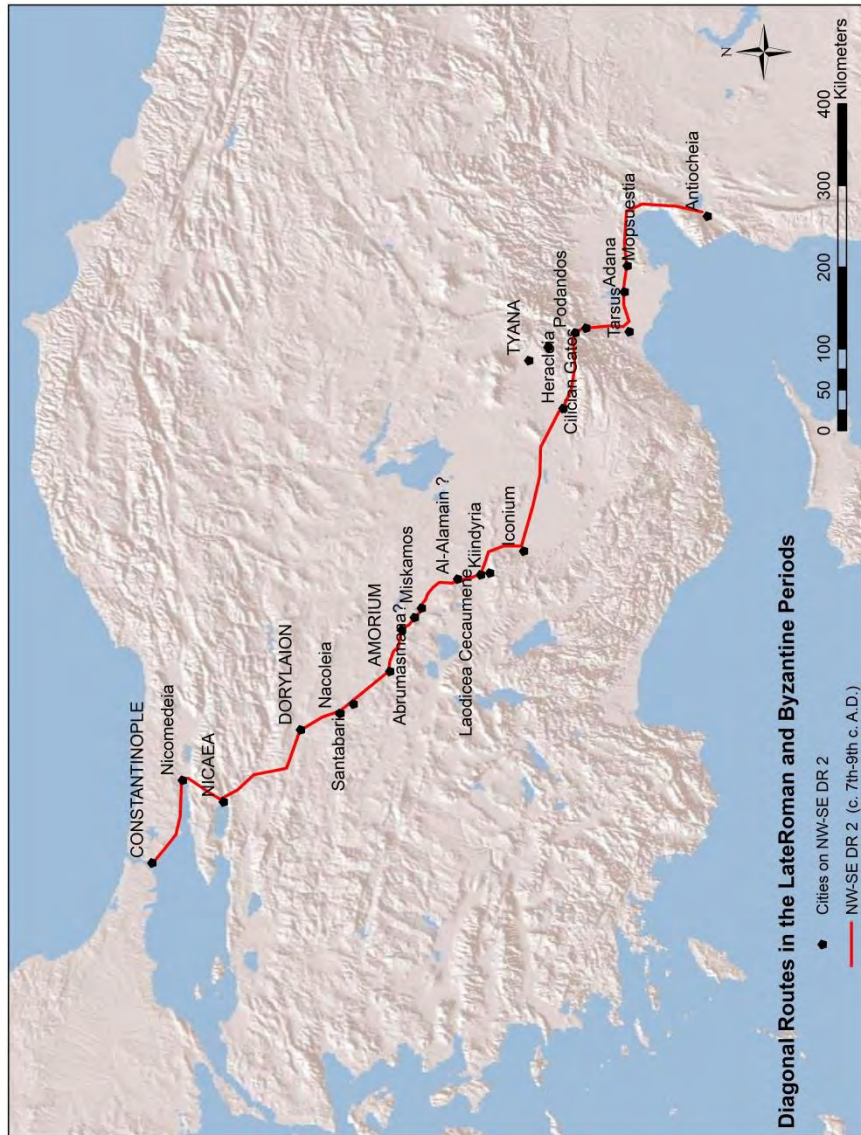 CONSTANTINOPLE
Nicomedeia
NICAEA
DORYLAION
Nacoleia
Santabaris
AMORIUM
Abrumasmana?
Miskamos
Al-Alamain ?
Laodicea Cecaumene
Kiindyria
Iconium
TYANA
Heracleia
Podandos
Cilician Gates
Tarsus
Adana
Mopsuestia
Antiocheia
N
Diagonal Routes in the LateRoman and Byzantine Periods
Cities on NW-SE DR 2
NW-SE DR 2 (c. 7th-9th c. A.D.)
0 50 100 200 300 400
Kilometers